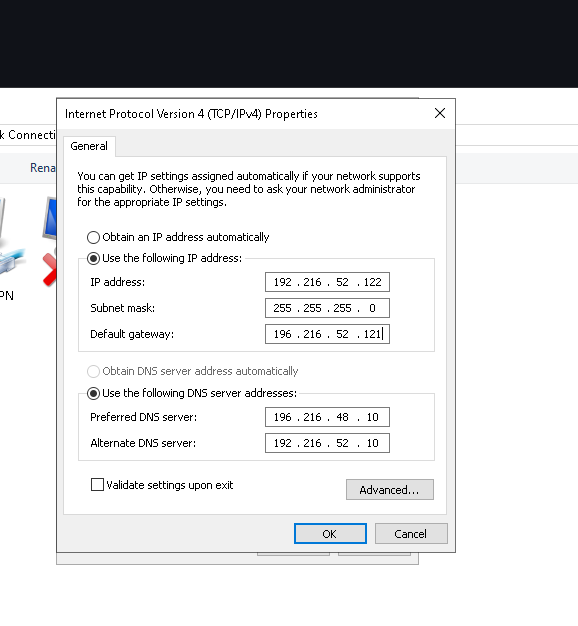 Internet Protocol Version 4 (TCP/IPv4) Properties
k Connecti
General
Rena
You can get IP settings assigned automatically if your network supports
this capability. Otherwise, you need to ask your network administrator
for the appropriate IP settings.
Obtain an IP address automatically
Use the following IP address:
IP address: 192 . 216 . 52 . 122
PN
Subnet mask: 255 . 255 . 255 . 0
Default gateway: 196 . 216 . 52 . 121
Obtain DNS server address automatically
Use the following DNS server addresses:
Preferred DNS server: 196 . 216 . 48 . 10
Alternate DNS server: 192 . 216 . 52 . 10
Validate settings upon exit
Advanced...
OK Cancel